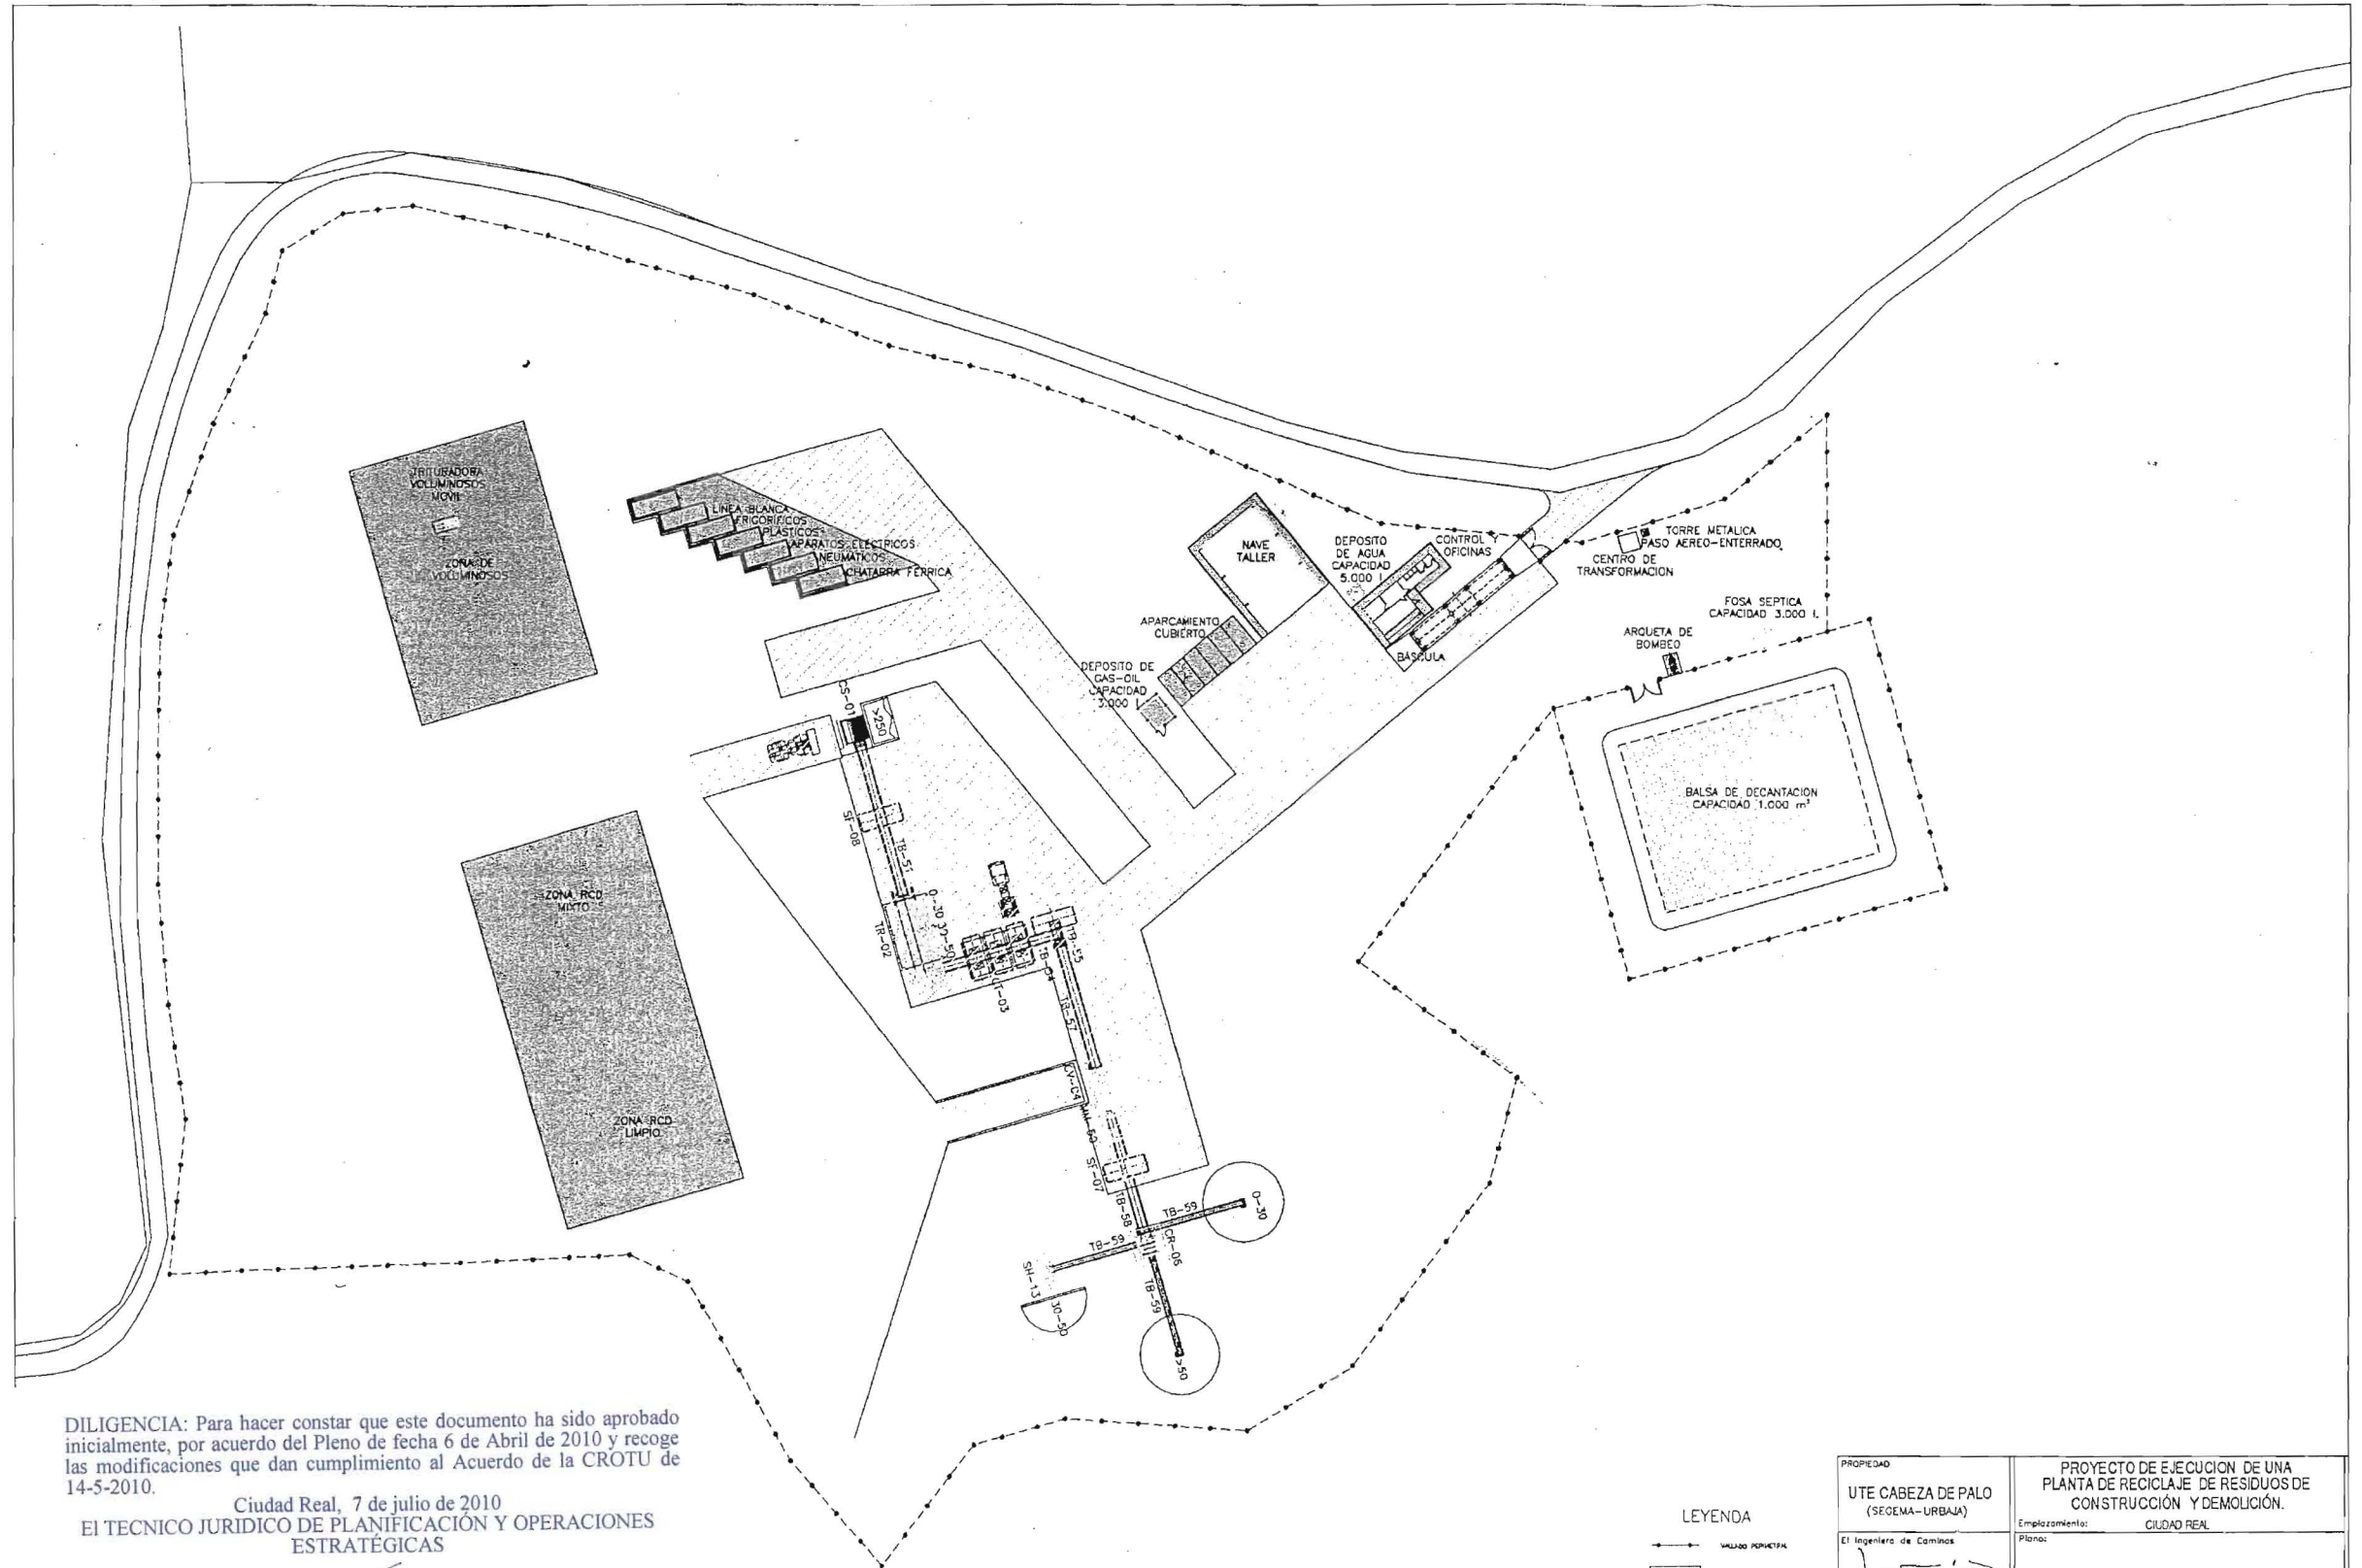 TRITURADORA
VOLUMINOSOS
MOVIL
ZONA DE
VOLUMINOSOS
LINEA BLANCA
FRIGORIFICOS
PLASTICOS
APARATOS ELECTRICOS
NEUMATICOS
CHATARRA FERRICA
NAVE
TALLER
DEPOSITO
DE AGUA
CAPACIDAD
5.000 l
CONTROL Y
OFICINAS
BASCULA
TORRE METALICA
PASO AEREO-ENTERRADO
CENTRO DE
TRANSFORMACION
FOSA SEPTICA
CAPACIDAD 3.000 l.
ARQUETA DE
BOMBEO
APARCAMIENTO
CUBIERTO
DEPOSITO DE
GAS-OIL
CAPACIDAD
3.000 l
BALSA DE DECANTACION
CAPACIDAD 1.000 m³
CS-01
>250
SF-08
TB-51
0-30
30-50
TR-02
CT-03
TB-55
TB-57
CV-C4
SF-07
TB-58
TB-59
0-30
CR-06
TB-59
SH-13
30-50
TB-59
>50
ZONA RCD
MIXTO
ZONA RCD
LIMPIO
DILIGENCIA: Para hacer constar que este documento ha sido aprobado
inicialmente, por acuerdo del Pleno de fecha 6 de Abril de 2010 y recoge
las modificaciones que dan cumplimiento al Acuerdo de la CROTU de
14-5-2010.
Ciudad Real, 7 de julio de 2010
El TECNICO JURIDICO DE PLANIFICACIÓN Y OPERACIONES
ESTRATÉGICAS
LEYENDA
VALLADO PERIMETRAL
PROPIEDAD
UTE CABEZA DE PALO
(SEGEMA-URBAJA)
El Ingeniero de Caminos
PROYECTO DE EJECUCION DE UNA
PLANTA DE RECICLAJE DE RESIDUOS DE
CONSTRUCCIÓN Y DEMOLICIÓN.
Emplazamiento: CIUDAD REAL
Plano: